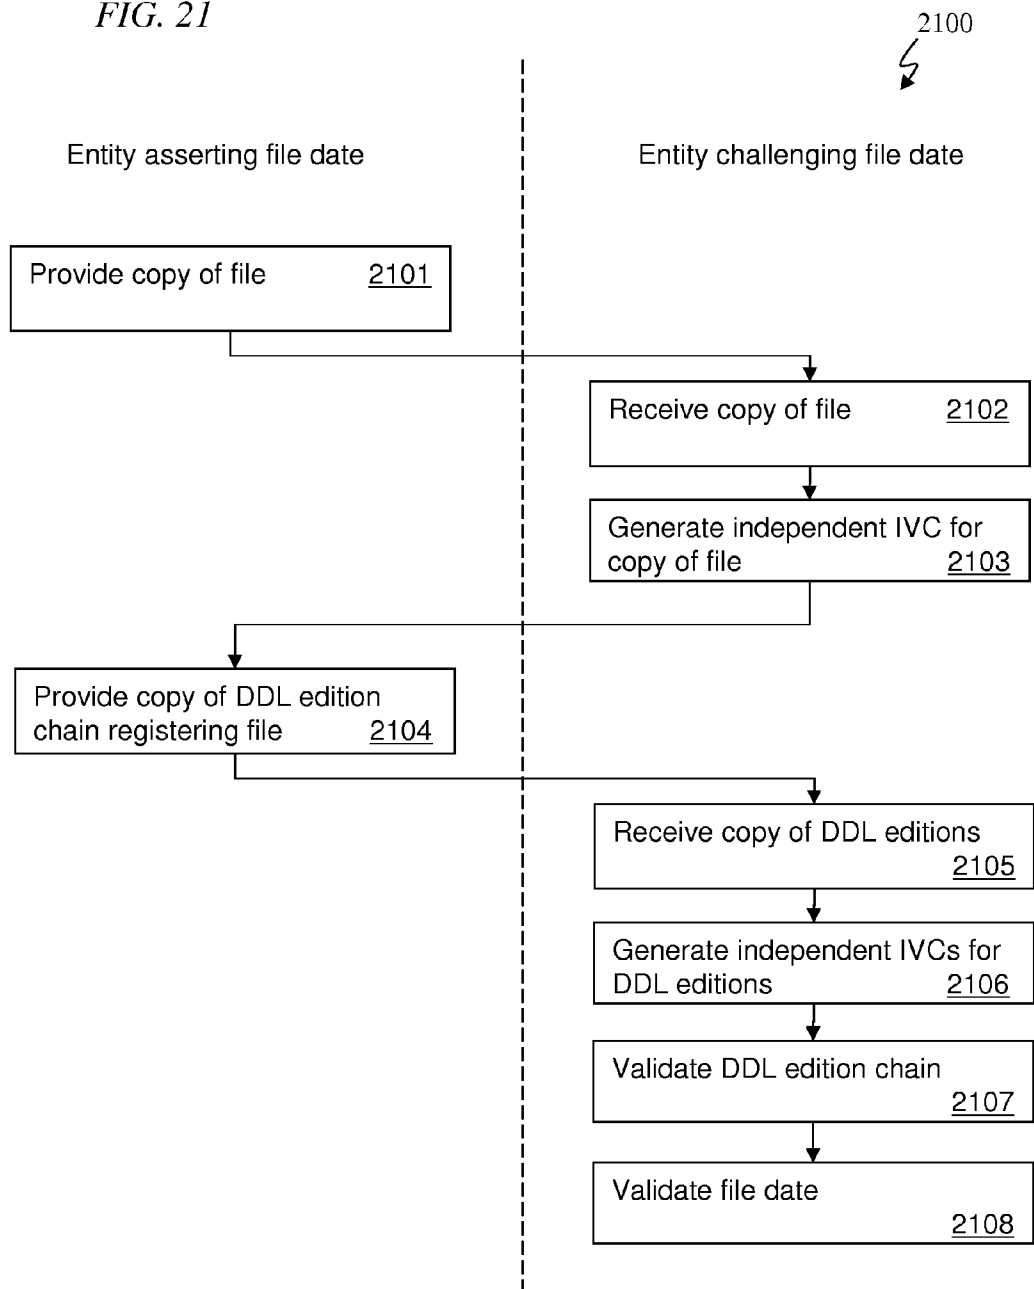 FIG. 21
2100
Entity asserting file date
Entity challenging file date
Provide copy of file 2101
Receive copy of file 2102
Generate independent IVC for
copy of file 2103
Provide copy of DDL edition
chain registering file 2104
Receive copy of DDL editions
2105
Generate independent IVCs for
DDL editions 2106
Validate DDL edition chain
2107
Validate file date
2108